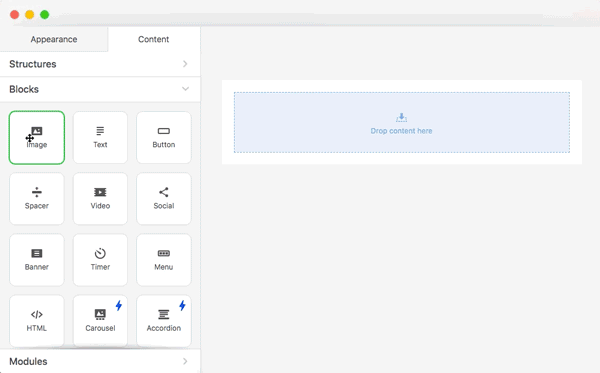 Appearance
Content
Structures
Blocks
Image
Text
Button
Spacer
Video
Social
Banner
Timer
Menu
HTML
Carousel
Accordion
Modules
Drop content here